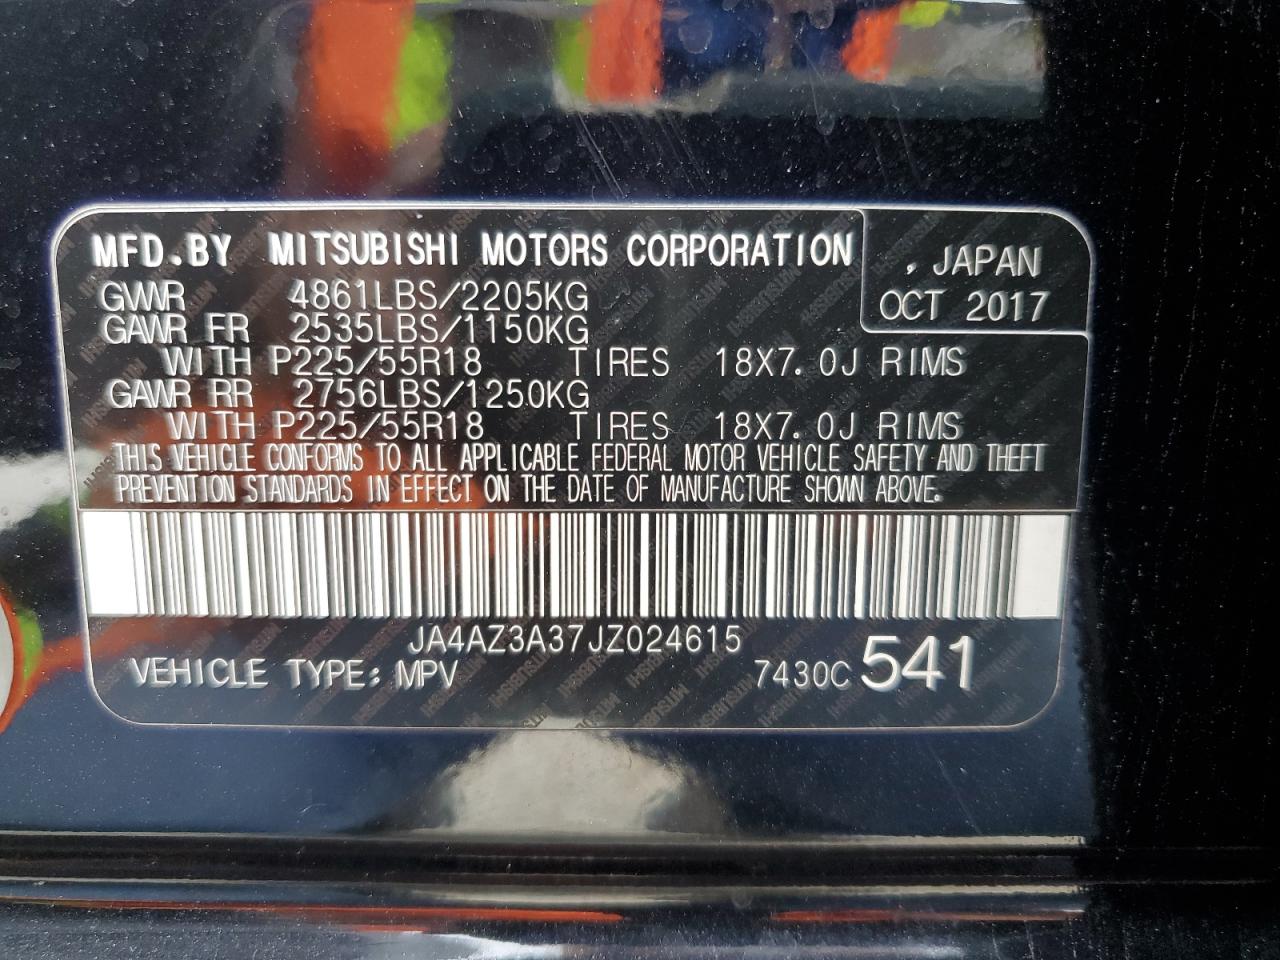 MFD.BY MITSUBISHI MOTORS CORPORATION
, JAPAN
OCT 2017
GVWR 4861LBS/2205KG
GAWR FR 2535LBS/1150KG
WITH P225/55R18 TIRES 18X7.0J RIMS
GAWR RR 2756LBS/1250KG
WITH P225/55R18 TIRES 18X7.0J RIMS
THIS VEHICLE CONFORMS TO ALL APPLICABLE FEDERAL MOTOR VEHICLE SAFETY AND THEFT
PREVENTION STANDARDS IN EFFECT ON THE DATE OF MANUFACTURE SHOWN ABOVE.
JA4AZ3A37JZ024615
VEHICLE TYPE: MPV 7430C 541